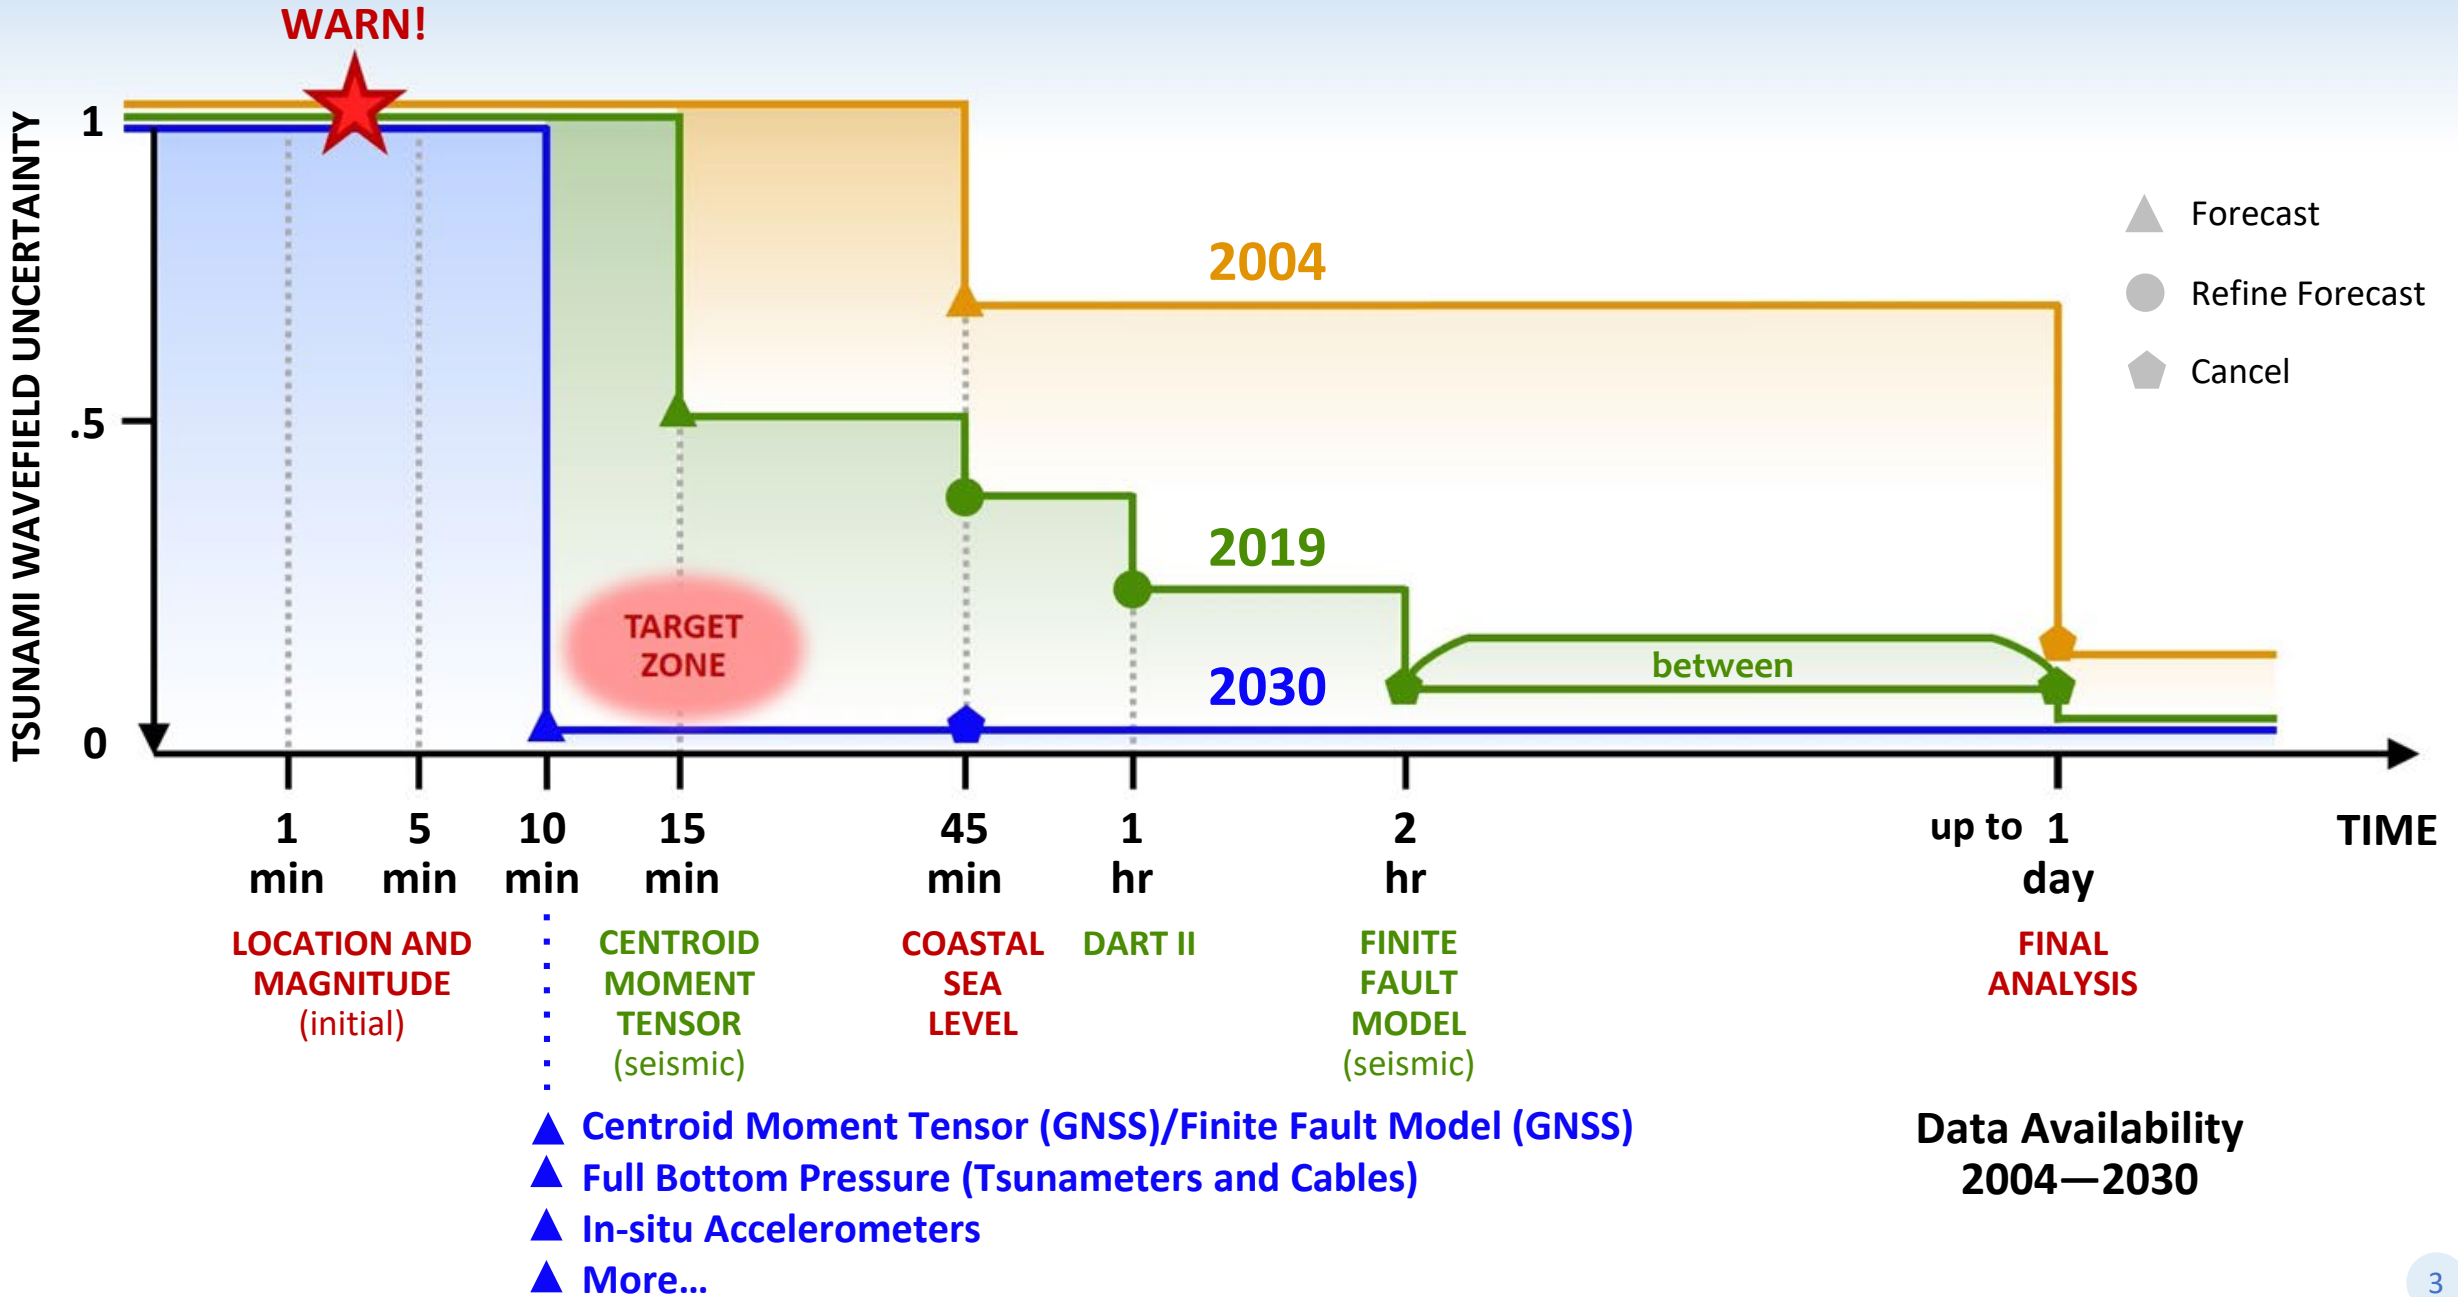 WARN!
TSUNAMI WAVEFIELD UNCERTAINTY
1
.5
0
Forecast
Refine Forecast
Cancel
2004
2019
2030
TARGET
ZONE
between
1
min
5
min
10
min
15
min
45
min
1
hr
2
hr
up to 1
day
TIME
LOCATION AND
MAGNITUDE
(initial)
CENTROID
MOMENT
TENSOR
(seismic)
COASTAL
SEA
LEVEL
DART II
FINITE
FAULT
MODEL
(seismic)
FINAL
ANALYSIS
Centroid Moment Tensor (GNSS)/Finite Fault Model (GNSS)
Full Bottom Pressure (Tsunameters and Cables)
In-situ Accelerometers
More...
Data Availability
2004—2030
3